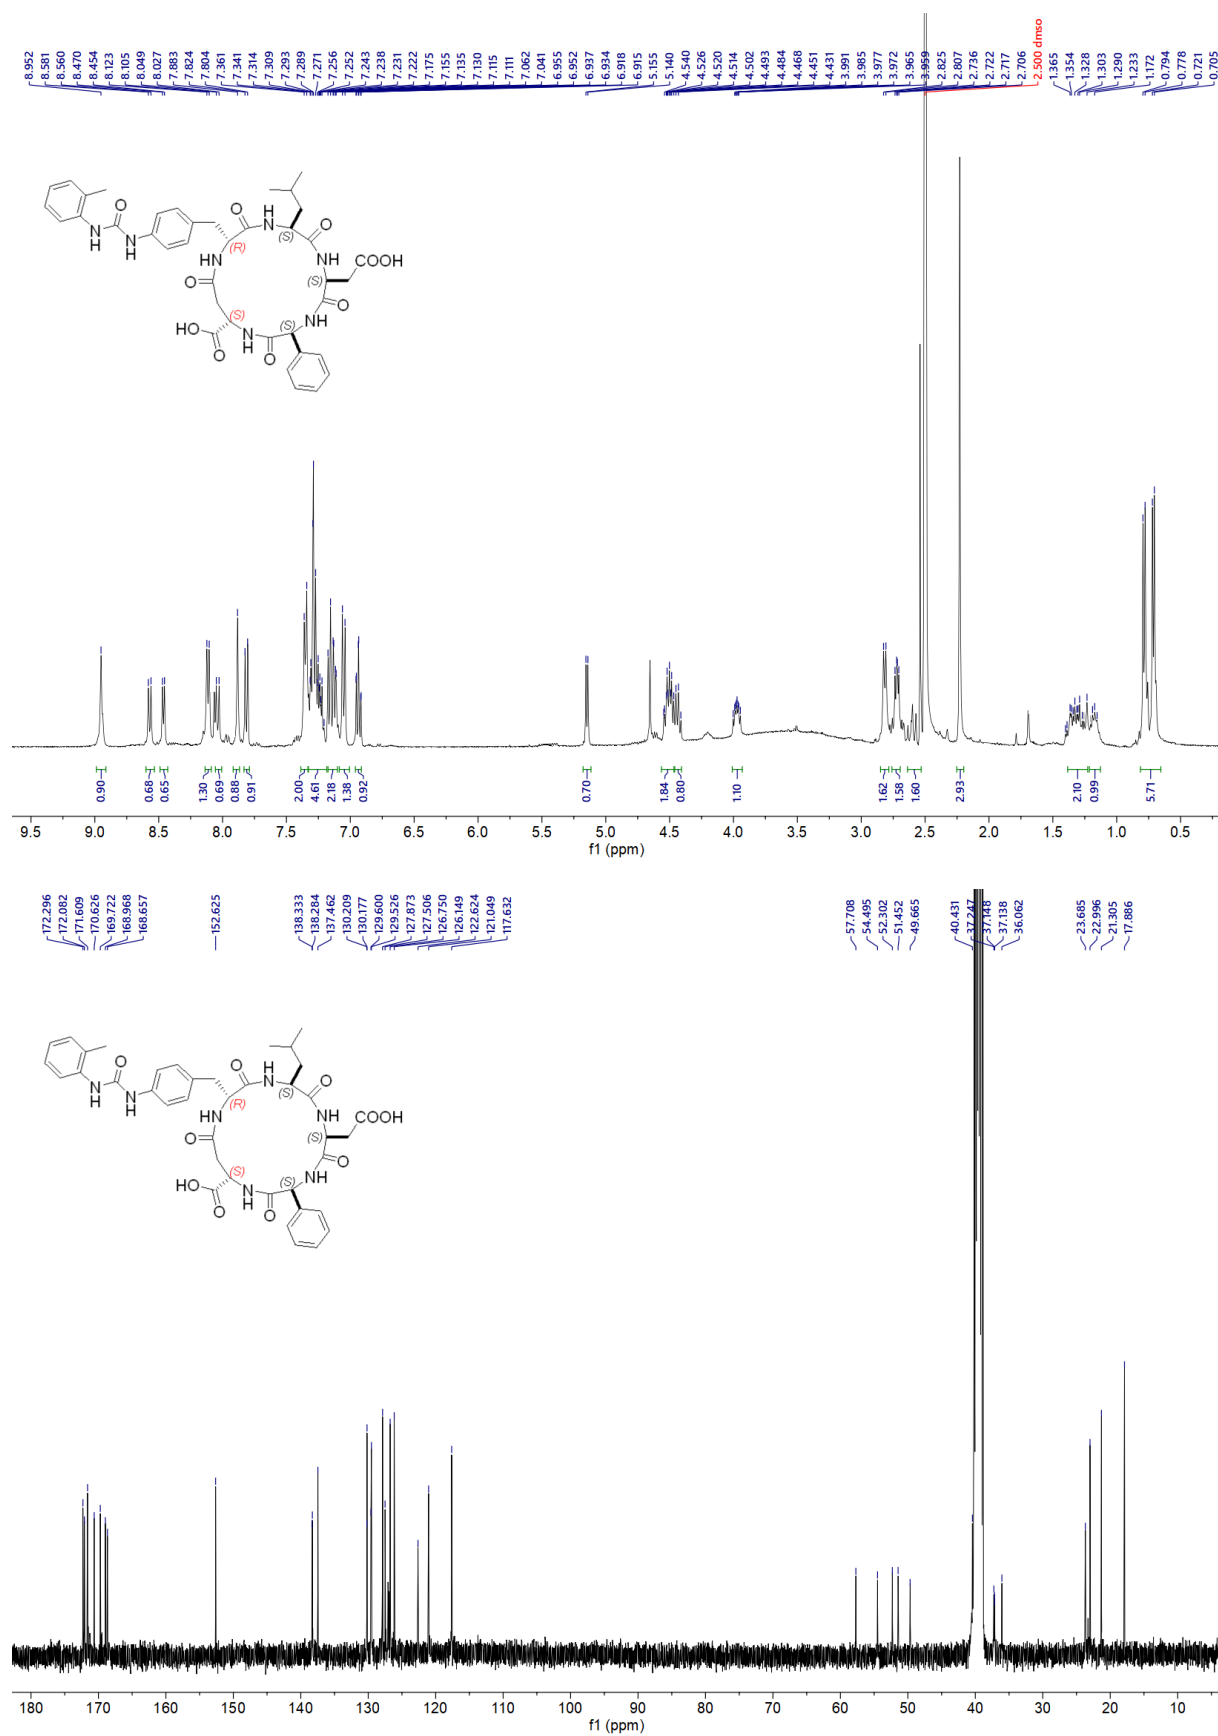 8.952
8.581
8.560
8.470
8.454
8.123
8.105
8.049
8.027
7.883
7.824
7.804
7.361
7.341
7.314
7.309
7.293
7.289
7.271
7.256
7.252
7.243
7.238
7.231
7.222
7.175
7.155
7.135
7.130
7.115
7.111
7.062
7.041
6.955
6.952
6.937
6.934
6.918
6.915
5.155
5.140
4.540
4.526
4.520
4.514
4.502
4.493
4.484
4.468
4.451
4.431
3.991
3.985
3.977
3.972
3.965
3.959
2.825
2.807
2.736
2.722
2.717
2.706
2.500 dmso
1.365
1.354
1.328
1.303
1.290
1.233
1.172
0.794
0.778
0.721
0.705
O
N
H
N
H
O
H
N
(S)
O
(R)
HN
O
NH
(S)
COOH
O
(S)
(S)
NH
HO
O
N
H
O
0.90
0.68
0.65
1.30
0.69
0.88
0.91
2.00
4.61
2.18
1.38
0.92
0.70
1.84
0.80
1.10
1.62
1.58
1.60
2.93
2.10
0.99
5.71
9.5 9.0 8.5 8.0 7.5 7.0 6.5 6.0 5.5 5.0 4.5 4.0 3.5 3.0 2.5 2.0 1.5 1.0 0.5
f1 (ppm)
172.296
172.082
171.609
170.626
169.722
168.968
168.657
152.625
138.333
138.284
137.462
130.209
130.177
129.600
129.526
127.873
127.506
126.750
126.149
122.624
121.049
117.632
57.708
54.495
52.302
51.452
49.665
40.431
37.247
37.148
37.138
36.062
23.685
22.996
21.305
17.886
O
N
H
N
H
O
H
N
(S)
O
(R)
HN
O
NH
(S)
COOH
O
(S)
(S)
NH
HO
O
N
H
O
180 170 160 150 140 130 120 110 100 90 80 70 60 50 40 30 20 10
f1 (ppm)